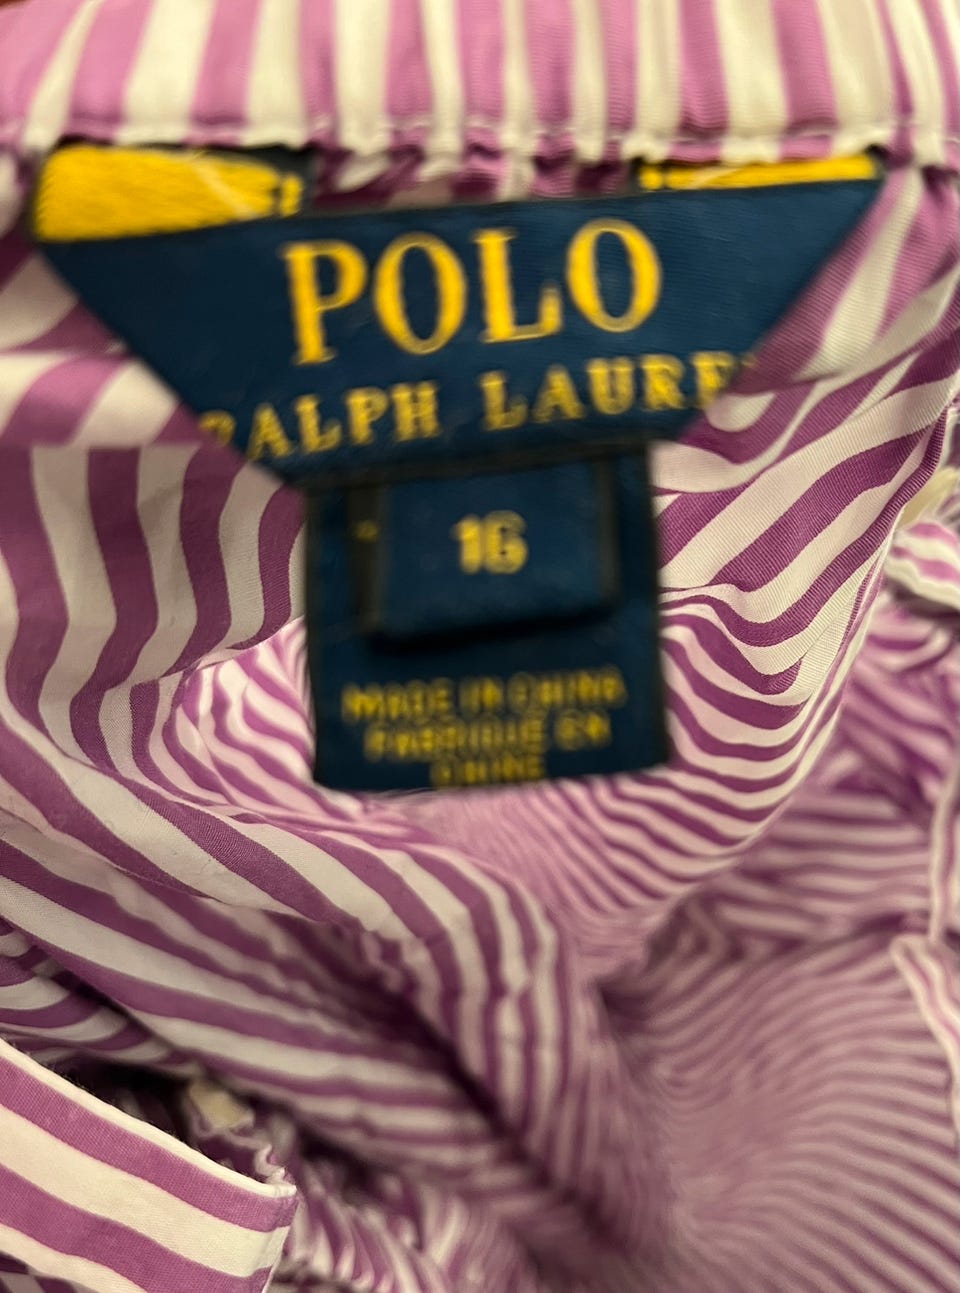 POLO
RALPH LAUREN
16
MADE IN CHINA
FABRIQUE EN
CHINE